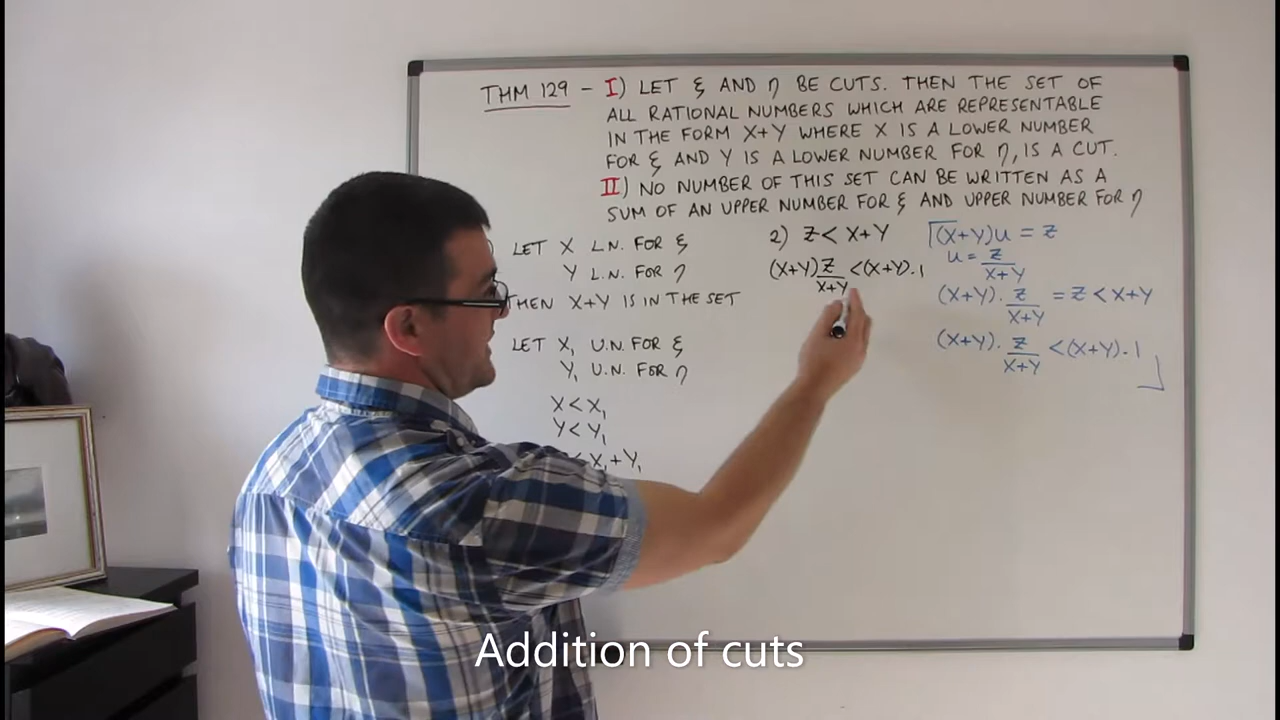 THM 129 - I) LET ξ AND η BE CUTS. THEN THE SET OF
ALL RATIONAL NUMBERS WHICH ARE REPRESENTABLE
IN THE FORM X+Y WHERE X IS A LOWER NUMBER
FOR ξ AND Y IS A LOWER NUMBER FOR η, IS A CUT.
II) NO NUMBER OF THIS SET CAN BE WRITTEN AS A
SUM OF AN UPPER NUMBER FOR ξ AND UPPER NUMBER FOR η
) LET X L.N. FOR ξ
Y L.N. FOR η
THEN X+Y IS IN THE SET
LET X₁ U.N. FOR ξ
Y₁ U.N. FOR η
X < X₁
Y < Y₁
< X₁+Y₁
2) Z < X+Y
(X+Y) Z/X+Y < (X+Y).1
(X+Y)U = Z
U = Z/X+Y
(X+Y). Z/X+Y = Z < X+Y
(X+Y). Z/X+Y < (X+Y).1
Addition of cuts